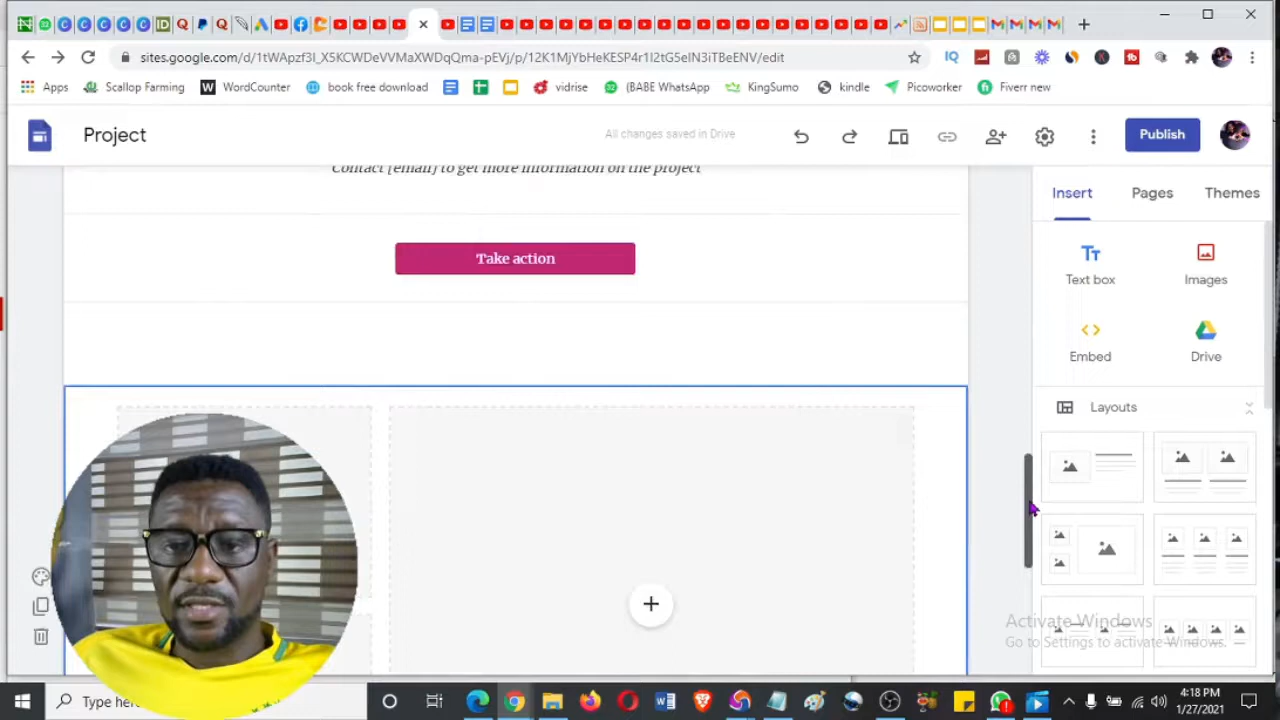 sites.google.com/d/1tWApzf3I_X5KCWDeVVMaXWDqQma-pEVj/p/12K1MjYbHeKESP4r1I2tG5eIN3iTBeENV/edit
Apps
Scallop Farming
WordCounter
book free download
vidrise
(BABE WhatsApp
KingSumo
kindle
Picoworker
Fiverr new
Project
All changes saved in Drive
Publish
Contact [email] to get more information on the project
Take action
Insert
Pages
Themes
Text box
Images
Embed
Drive
Layouts
Activate Windows
Go to Settings to activate Windows.
Type here
4:18 PM
1/27/2021